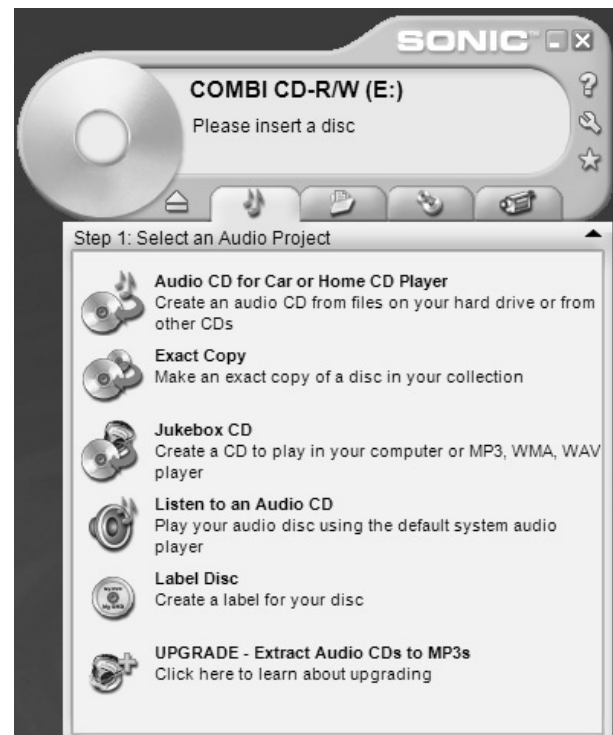 SONIC™
COMBI CD-R/W (E:)
Please insert a disc
Step 1: Select an Audio Project
Audio CD for Car or Home CD Player
Create an audio CD from files on your hard drive or from
other CDs
Exact Copy
Make an exact copy of a disc in your collection
Jukebox CD
Create a CD to play in your computer or MP3, WMA, WAV
player
Listen to an Audio CD
Play your audio disc using the default system audio
player
Label Disc
Create a label for your disc
UPGRADE - Extract Audio CDs to MP3s
Click here to learn about upgrading